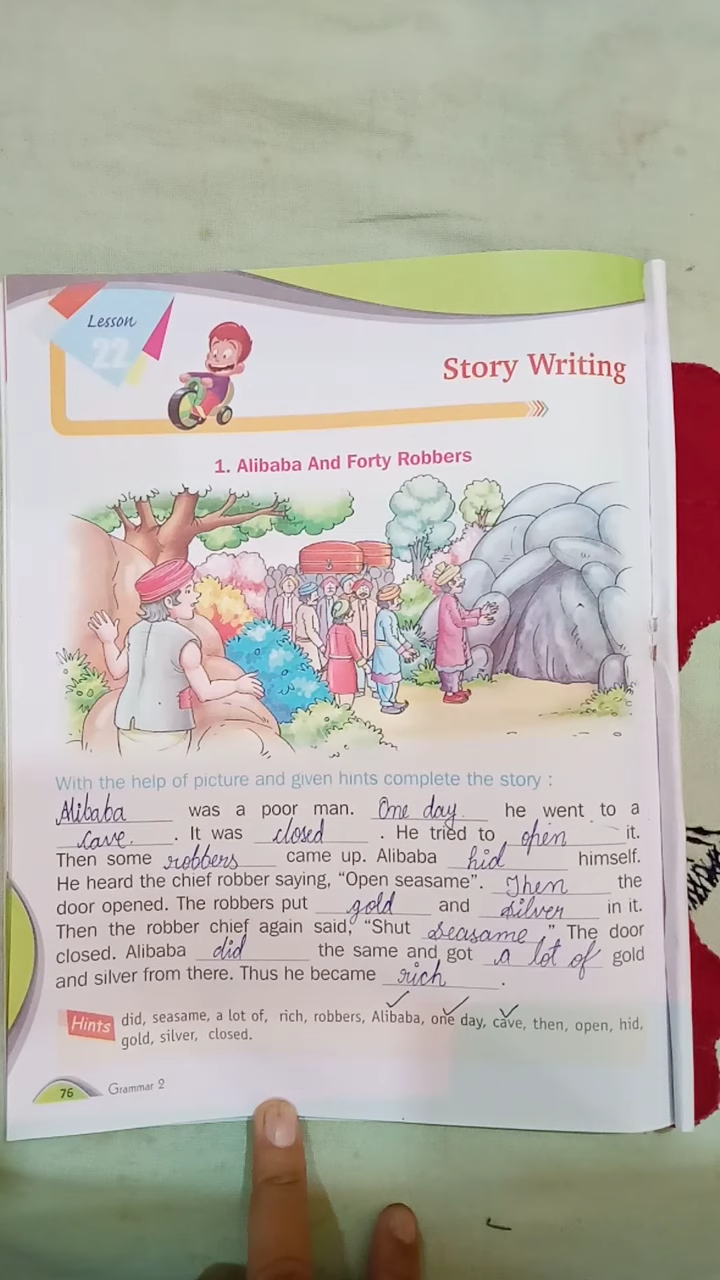 Lesson
22
Story Writing
1. Alibaba And Forty Robbers
With the help of picture and given hints complete the story :
Alibaba was a poor man. One day he went to a
cave. It was closed. He tried to open it.
Then some robbers came up. Alibaba hid himself.
He heard the chief robber saying, “Open seasame”. Then the
door opened. The robbers put gold and silver in it.
Then the robber chief again said, “Shut seasame.” The door
closed. Alibaba did the same and got a lot of gold
and silver from there. Thus he became rich.
Hints did, seasame, a lot of, rich, robbers, Alibaba, one day, cave, then, open, hid,
gold, silver, closed.
76 Grammar 2